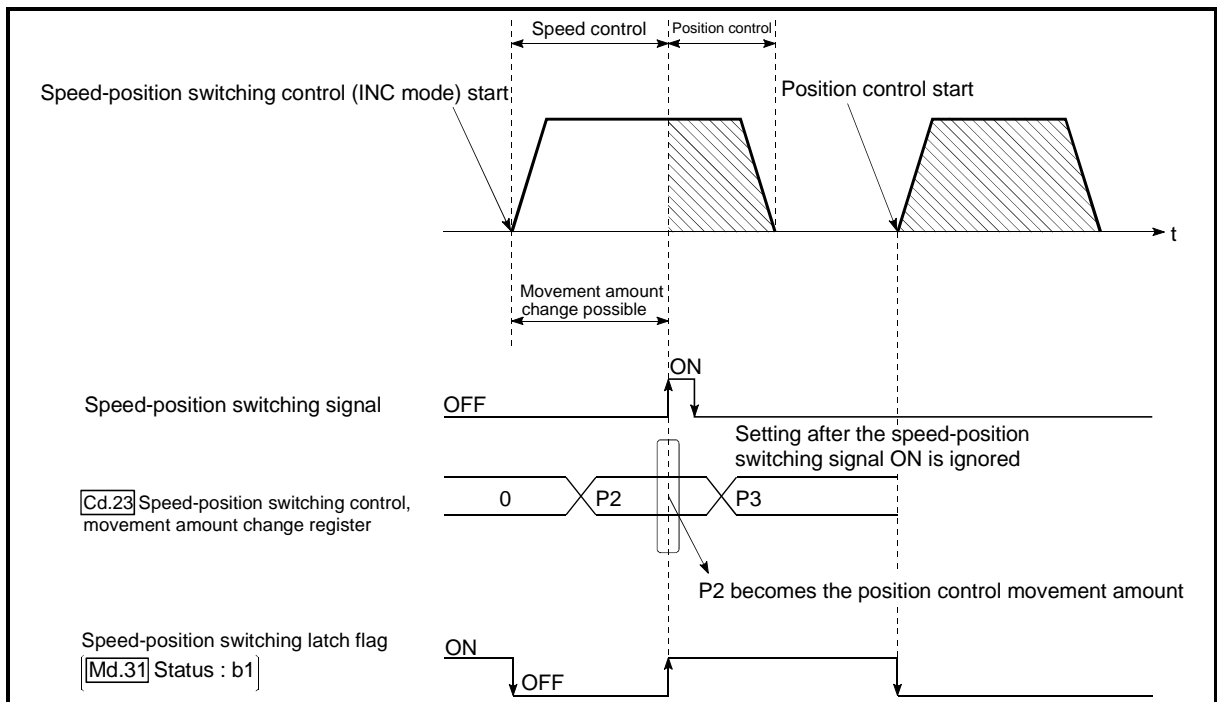 Speed control
Position control
Speed-position switching control (INC mode) start
Position control start
t
Movement amount
change possible
ON
Speed-position switching signal
OFF
Setting after the speed-position
switching signal ON is ignored
Cd.23 Speed-position switching control,
movement amount change register
0
P2
P3
P2 becomes the position control movement amount
Speed-position switching latch flag
Md.31 Status : b1
ON
OFF